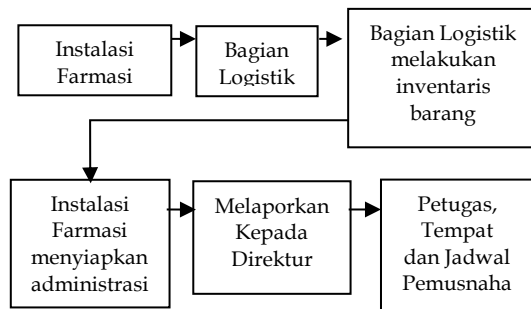 Instalasi
Farmasi
Bagian
Logistik
Bagian Logistik
melakukan
inventaris
barang
Instalasi
Farmasi
menyiapkan
administrasi
Melaporkan
Kepada
Direktur
Petugas,
Tempat
dan Jadwal
Pemusnaha